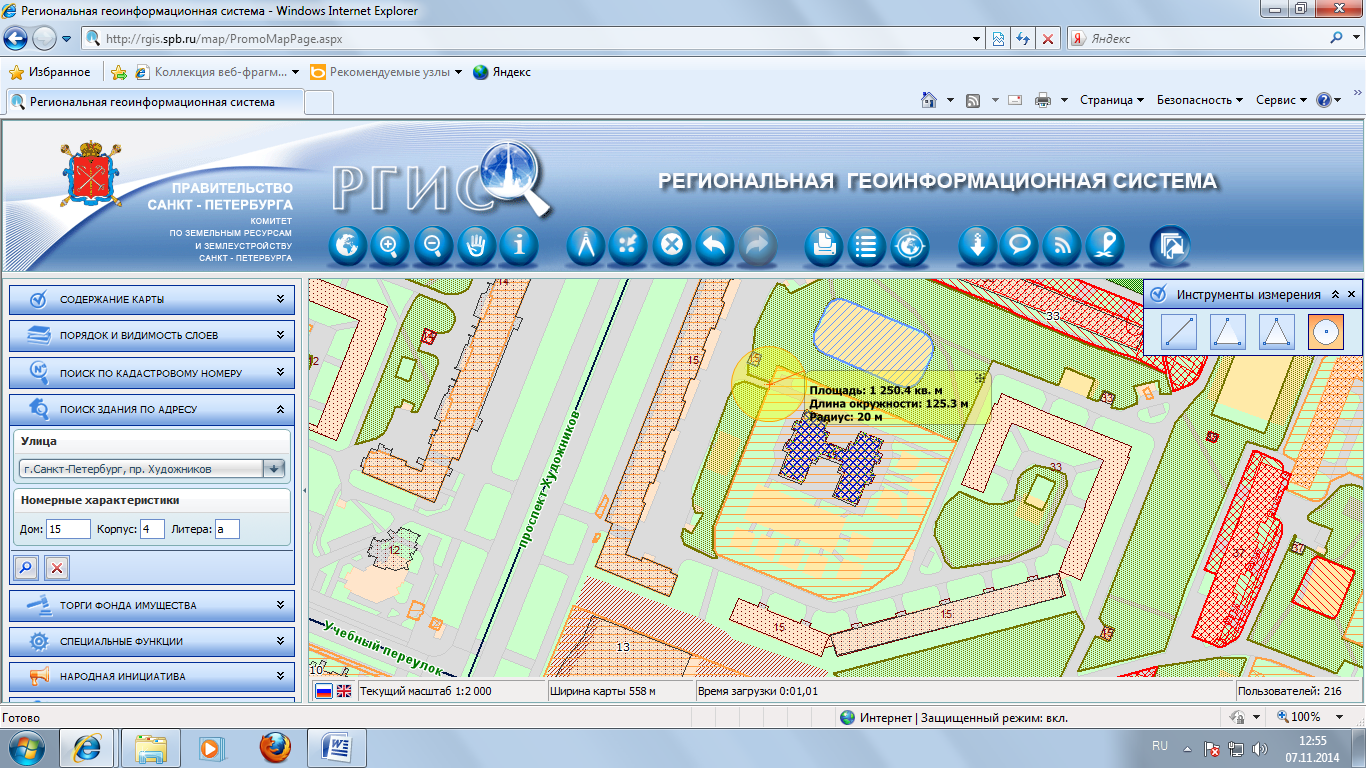 Региональная геоинформационная система - Windows Internet Explorer
http://rgis.spb.ru/map/PromoMapPage.aspx
Яндекс
Избранное
Коллекция веб-фрагм...
Рекомендуемые узлы
Яндекс
Региональная геоинформационная система
Страница
Безопасность
Сервис
ПРАВИТЕЛЬСТВО
САНКТ - ПЕТЕРБУРГА
КОМИТЕТ
ПО ЗЕМЕЛЬНЫМ РЕСУРСАМ
И ЗЕМЛЕУСТРОЙСТВУ
САНКТ - ПЕТЕРБУРГА
РГИС
РЕГИОНАЛЬНАЯ ГЕОИНФОРМАЦИОННАЯ СИСТЕМА
СОДЕРЖАНИЕ КАРТЫ
ПОРЯДОК И ВИДИМОСТЬ СЛОЕВ
ПОИСК ПО КАДАСТРОВОМУ НОМЕРУ
ПОИСК ЗДАНИЯ ПО АДРЕСУ
Улица
г.Санкт-Петербург, пр. Художников
Номерные характеристики
Дом: 15 Корпус: 4 Литера: а
ТОРГИ ФОНДА ИМУЩЕСТВА
СПЕЦИАЛЬНЫЕ ФУНКЦИИ
НАРОДНАЯ ИНИЦИАТИВА
Инструменты измерения
33
15
Площадь: 1 250.4 кв. м
Длина окружности: 125.3 м
Радиус: 20 м
33
проспект Художников
12
15
15
13
Учебный переулок
10
Текущий масштаб 1:2 000
Ширина карты 558 м
Время загрузки 0:01,01
Пользователей: 216
Готово
Интернет | Защищенный режим: вкл.
100%
RU
12:55
07.11.2014